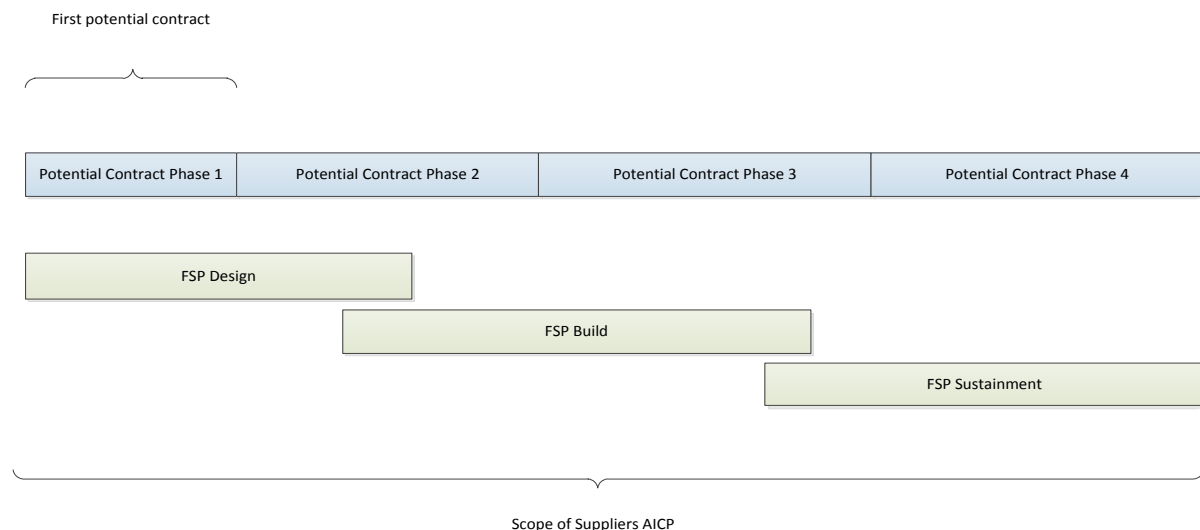 First potential contract
Potential Contract Phase 1
Potential Contract Phase 2
Potential Contract Phase 3
Potential Contract Phase 4
FSP Design
FSP Build
FSP Sustainment
Scope of Suppliers AICP